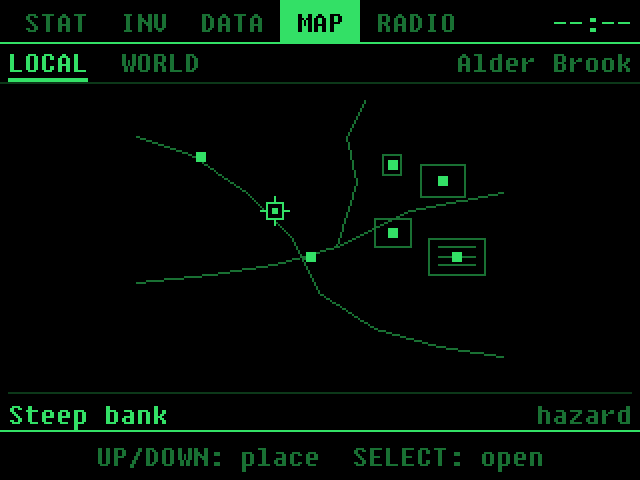 STAT INV DATA MAP RADIO --:--
LOCAL WORLD Alder Brook
Steep bank hazard
UP/DOWN: place SELECT: open